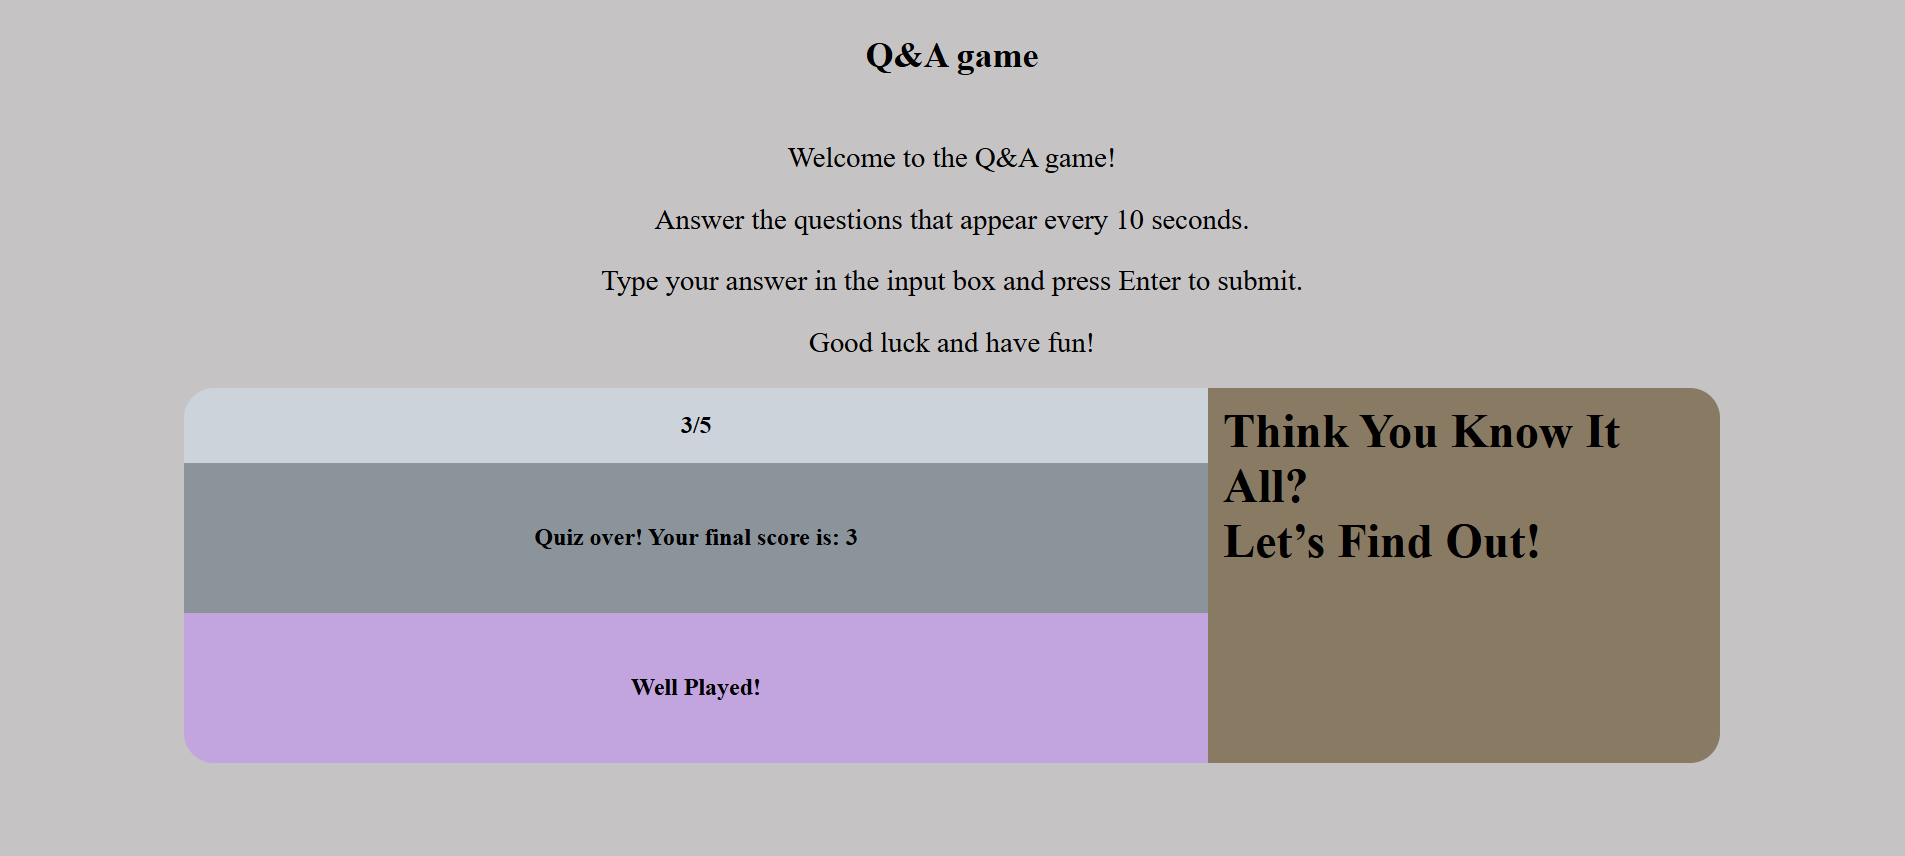 Q&A game
Welcome to the Q&A game!
Answer the questions that appear every 10 seconds.
Type your answer in the input box and press Enter to submit.
Good luck and have fun!
3/5
Quiz over! Your final score is: 3
Well Played!
Think You Know It
All?
Let’s Find Out!